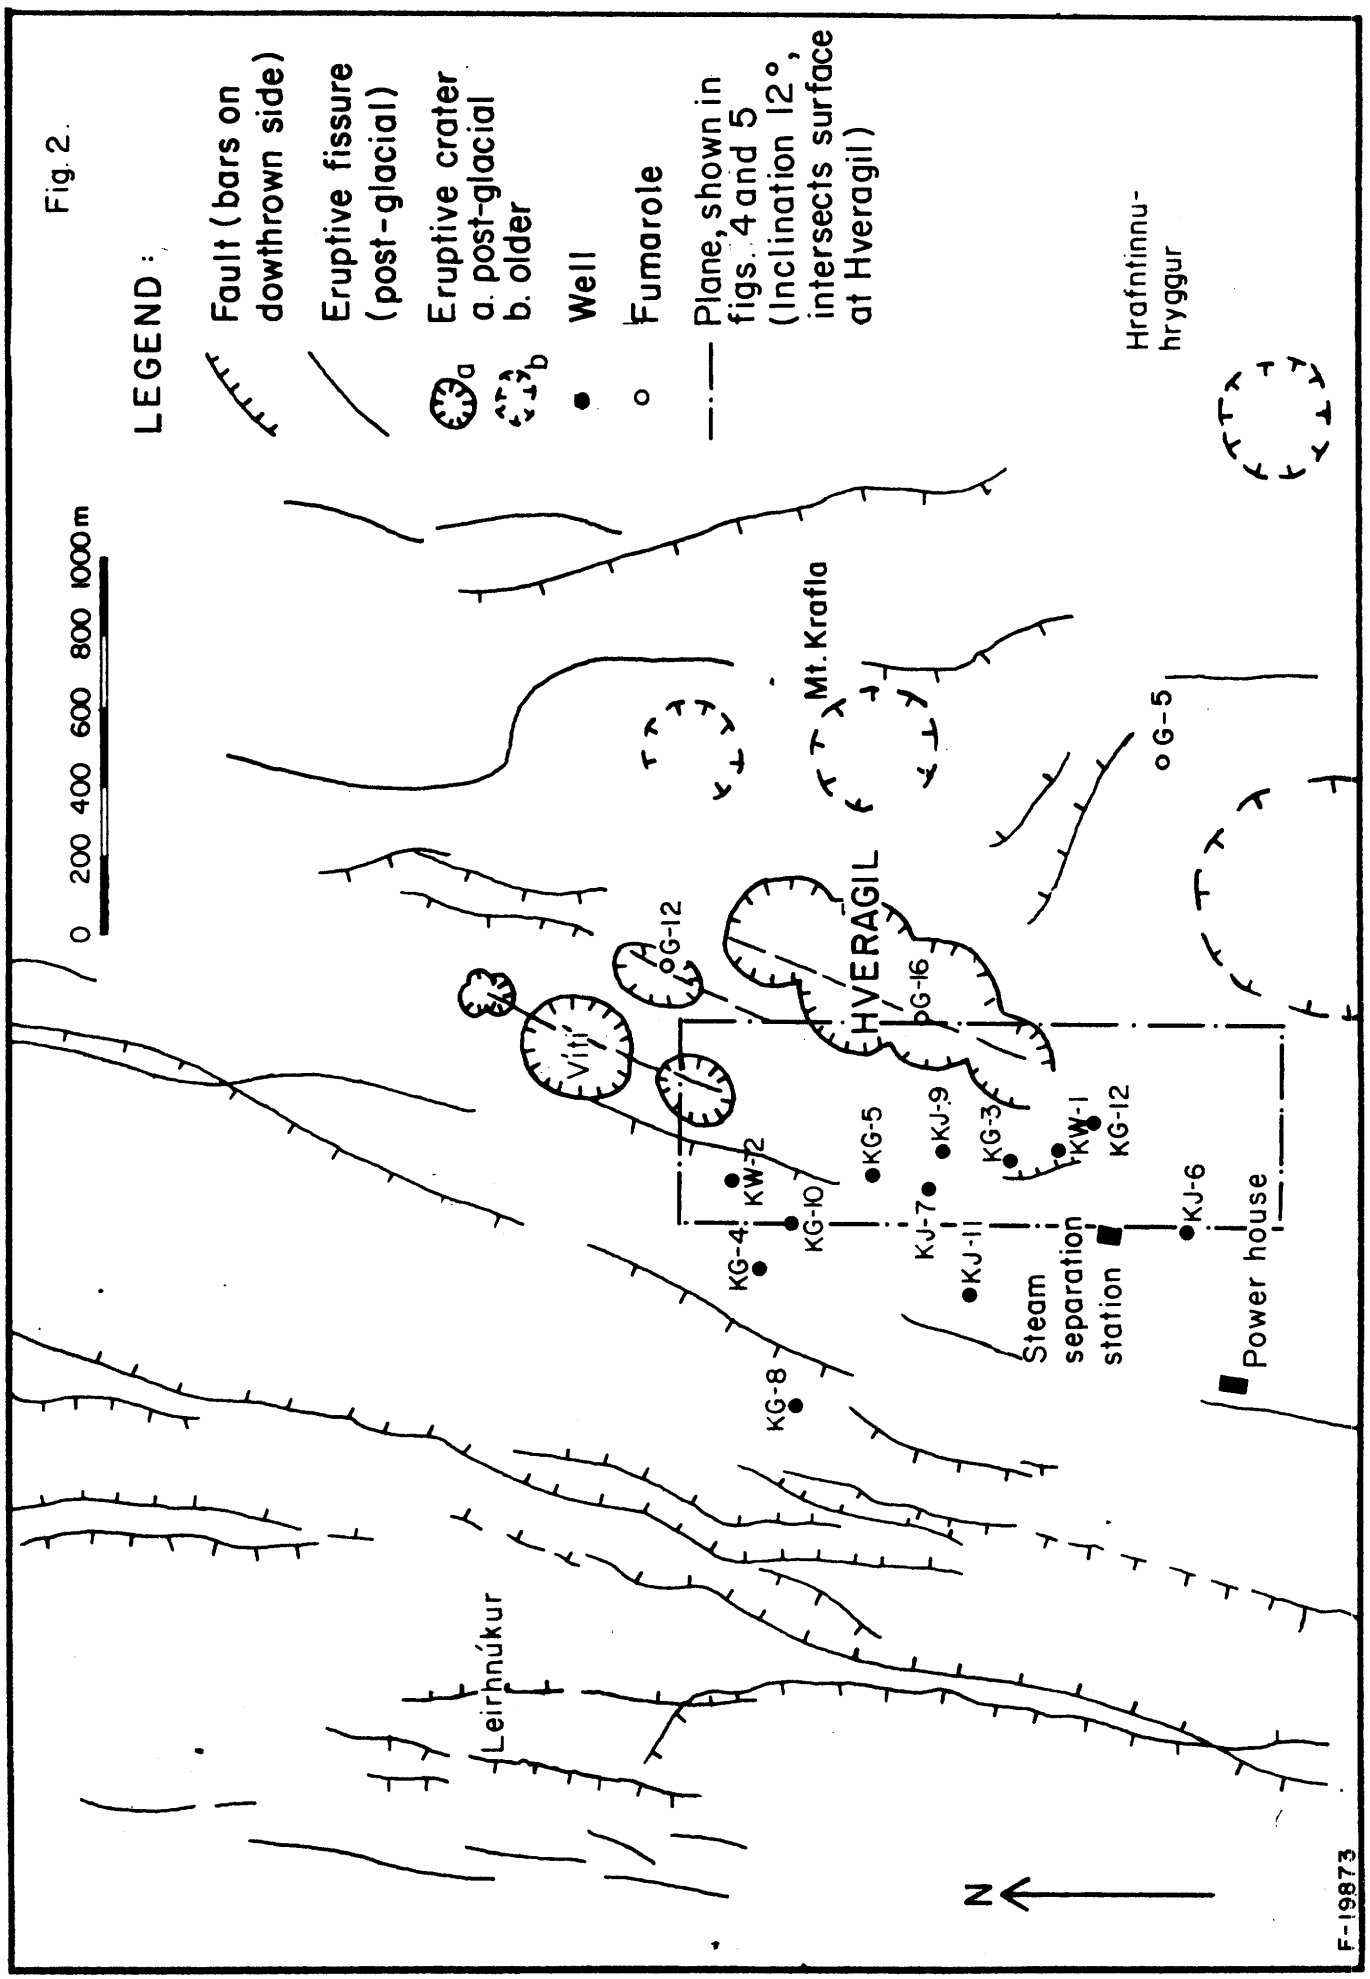 Fig. 2.
LEGEND:
Fault (bars on
dowthrown side)
Eruptive fissure
(post-glacial)
Eruptive crater
a. post-glacial
b. older
a
b
Well
Fumarole
Plane, shown in
figs. 4 and 5
(Inclination 12°,
intersects surface
at Hveragil)
0 200 400 600 800 1000m
Hrafntinnu-
hryggur
Mt. Krafla
G-5
G-12
HVERAGIL
G-16
Víti
KW-2
KG-10
KG-4
KG-5
KJ-9
KJ-7
KG-3
KW-1
KG-12
KJ-11
KJ-6
KG-8
Steam
separation
station
Power house
Leirhnúkur
N
F-19873